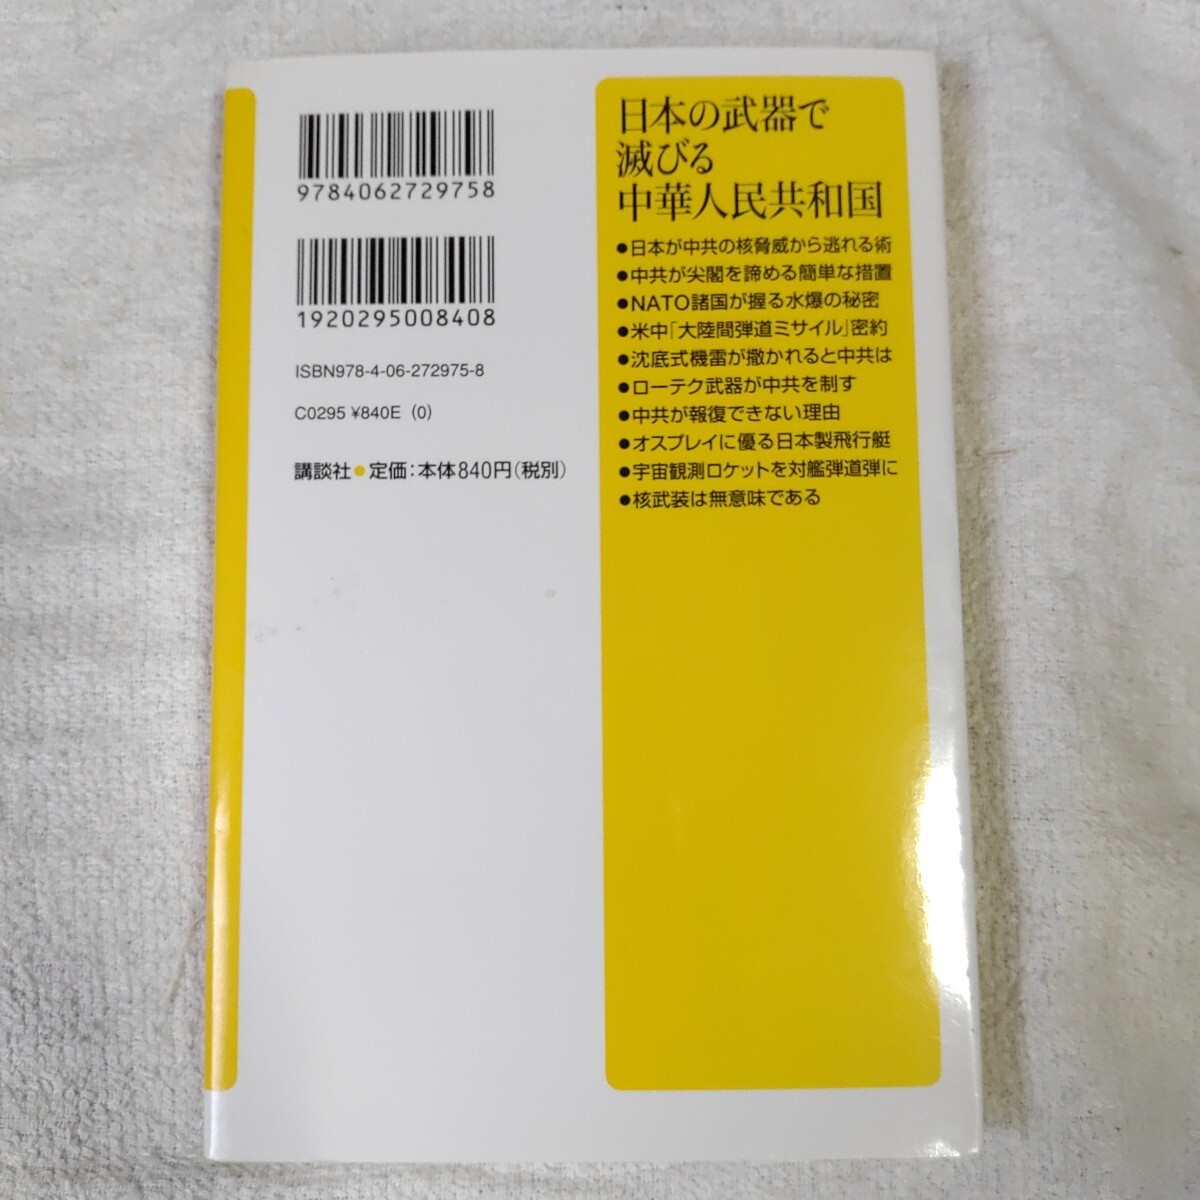 9784062729758
1920295008408
ISBN978-4-06-272975-8
C0295 ¥840E (0)
講談社●定価：本体840円（税別）
日本の武器で
滅びる
中華人民共和国
●日本が中共の核脅威から逃れる術
●中共が尖閣を諦める簡単な措置
●NATO諸国が握る水爆の秘密
●米中「大陸間弾道ミサイル」密約
●沈底式機雷が撒かれると中共は
●ローテク武器が中共を制す
●中共が報復できない理由
●オスプレイに優る日本製飛行艇
●宇宙観測ロケットを対艦弾道弾に
●核武装は無意味である